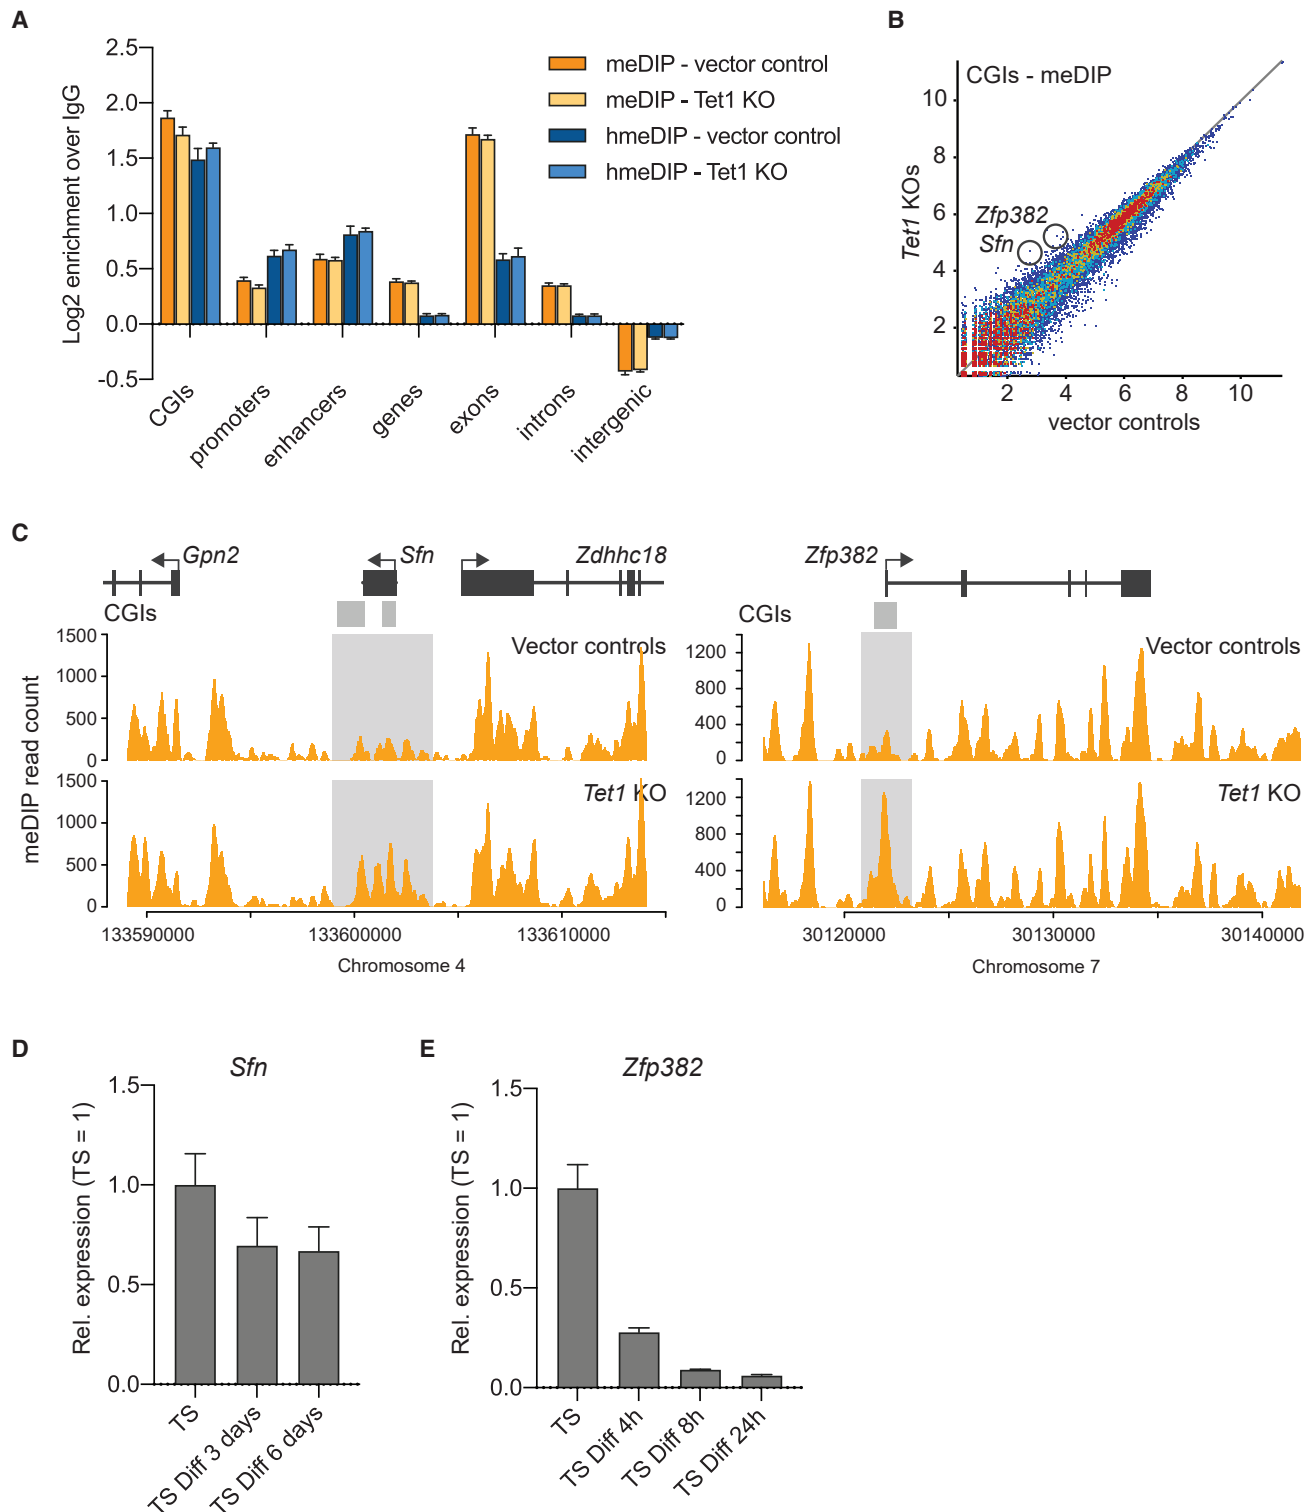 A
2.5
2.0
1.5
1.0
0.5
0.0
-0.5
Log2 enrichment over IgG
meDIP - vector control
meDIP - Tet1 KO
hmeDIP - vector control
hmeDIP - Tet1 KO
CGIs
promoters
enhancers
genes
exons
introns
intergenic
B
CGIs - meDIP
10
8
6
4
2
Tet1 KOs
Zfp382
Sfn
2 4 6 8 10
vector controls
C
Gpn2 Sfn Zdhhc18
CGIs
Vector controls
1500
1000
500
0
meDIP read count
Tet1 KO
1500
1000
500
0
133590000 133600000 133610000
Chromosome 4
Zfp382
CGIs
Vector controls
1200
800
400
0
Tet1 KO
1200
800
400
0
30120000 30130000 30140000
Chromosome 7
D
Sfn
1.5
1.0
0.5
0.0
Rel. expression (TS = 1)
TS
TS Diff 3 days
TS Diff 6 days
E
Zfp382
1.5
1.0
0.5
0.0
Rel. expression (TS = 1)
TS
TS Diff 4h
TS Diff 8h
TS Diff 24h